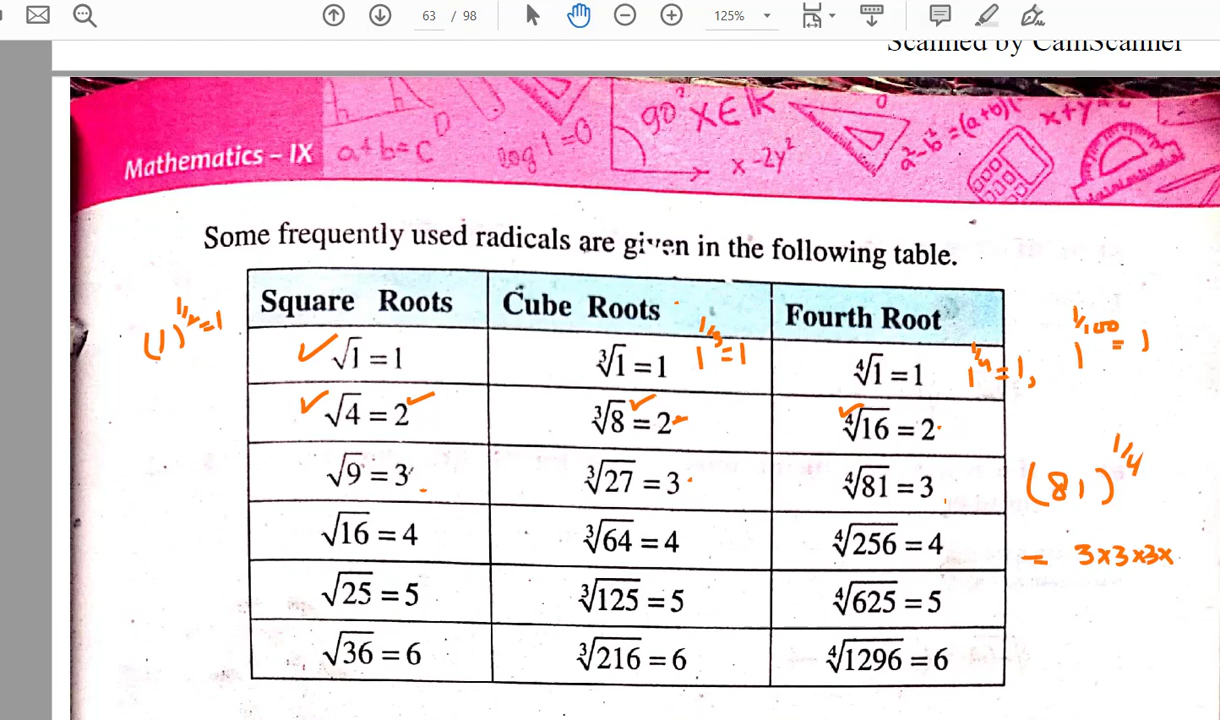 63 / 98 125%
Scanned by CamScanner
Mathematics – IX
a+b=c
log 1=0
90° x∈R
x -2y²
a²-b²=(a+b)(
x+y
Some frequently used radicals are given in the following table.
Square Roots Cube Roots Fourth Root
√1 = 1 ∛1 = 1 ∜1 = 1
√4 = 2 ∛8 = 2 ∜16 = 2
√9 = 3 ∛27 = 3 ∜81 = 3
√16 = 4 ∛64 = 4 ∜256 = 4
√25 = 5 ∛125 = 5 ∜625 = 5
√36 = 6 ∛216 = 6 ∜1296 = 6
(1)^1/2=1
1^1/3=1
1^1/4=1,
1^1/100=1
(81)^1/4
= 3x3x3x